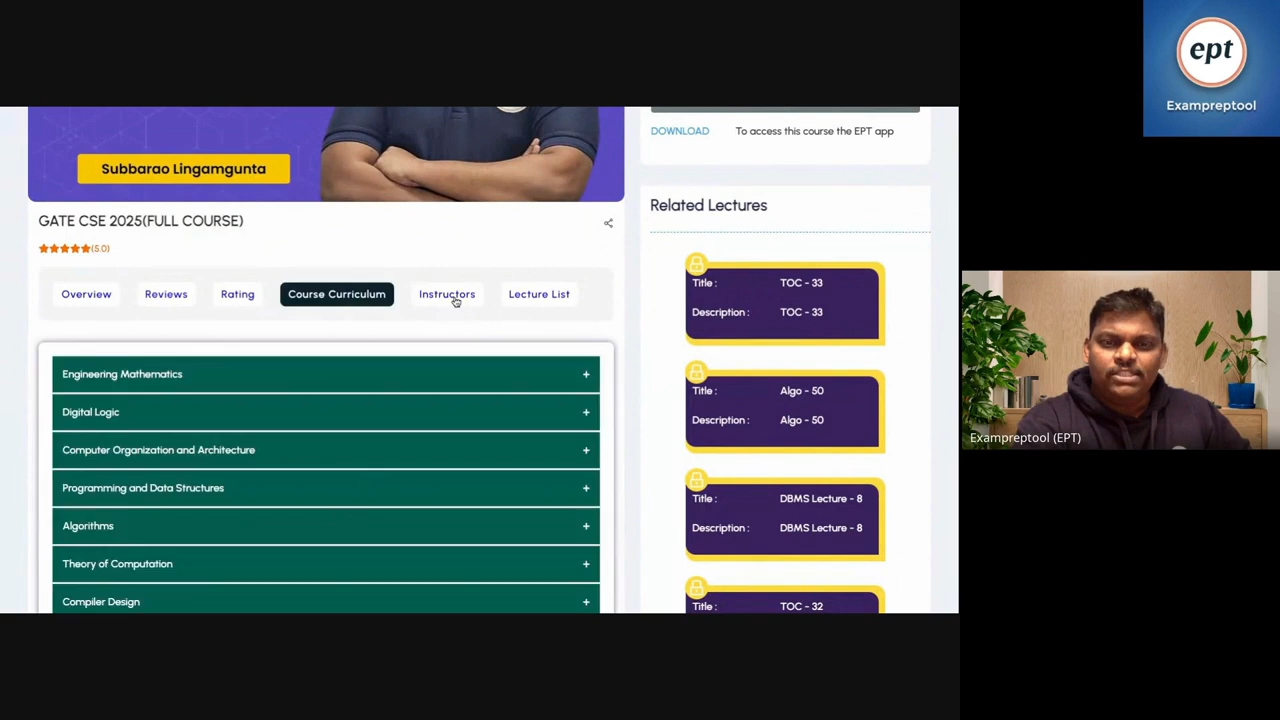 Subbarao Lingamgunta
GATE CSE 2025(FULL COURSE)
(5.0)
Overview
Reviews
Rating
Course Curriculum
Instructors
Lecture List
Engineering Mathematics +
Digital Logic +
Computer Organization and Architecture +
Programming and Data Structures +
Algorithms +
Theory of Computation +
Compiler Design +
DOWNLOAD To access this course the EPT app
Related Lectures
Title : TOC - 33
Description : TOC - 33
Title : Algo - 50
Description : Algo - 50
Title : DBMS Lecture - 8
Description : DBMS Lecture - 8
Title : TOC - 32
ept
Exampreptool
Exampreptool (EPT)